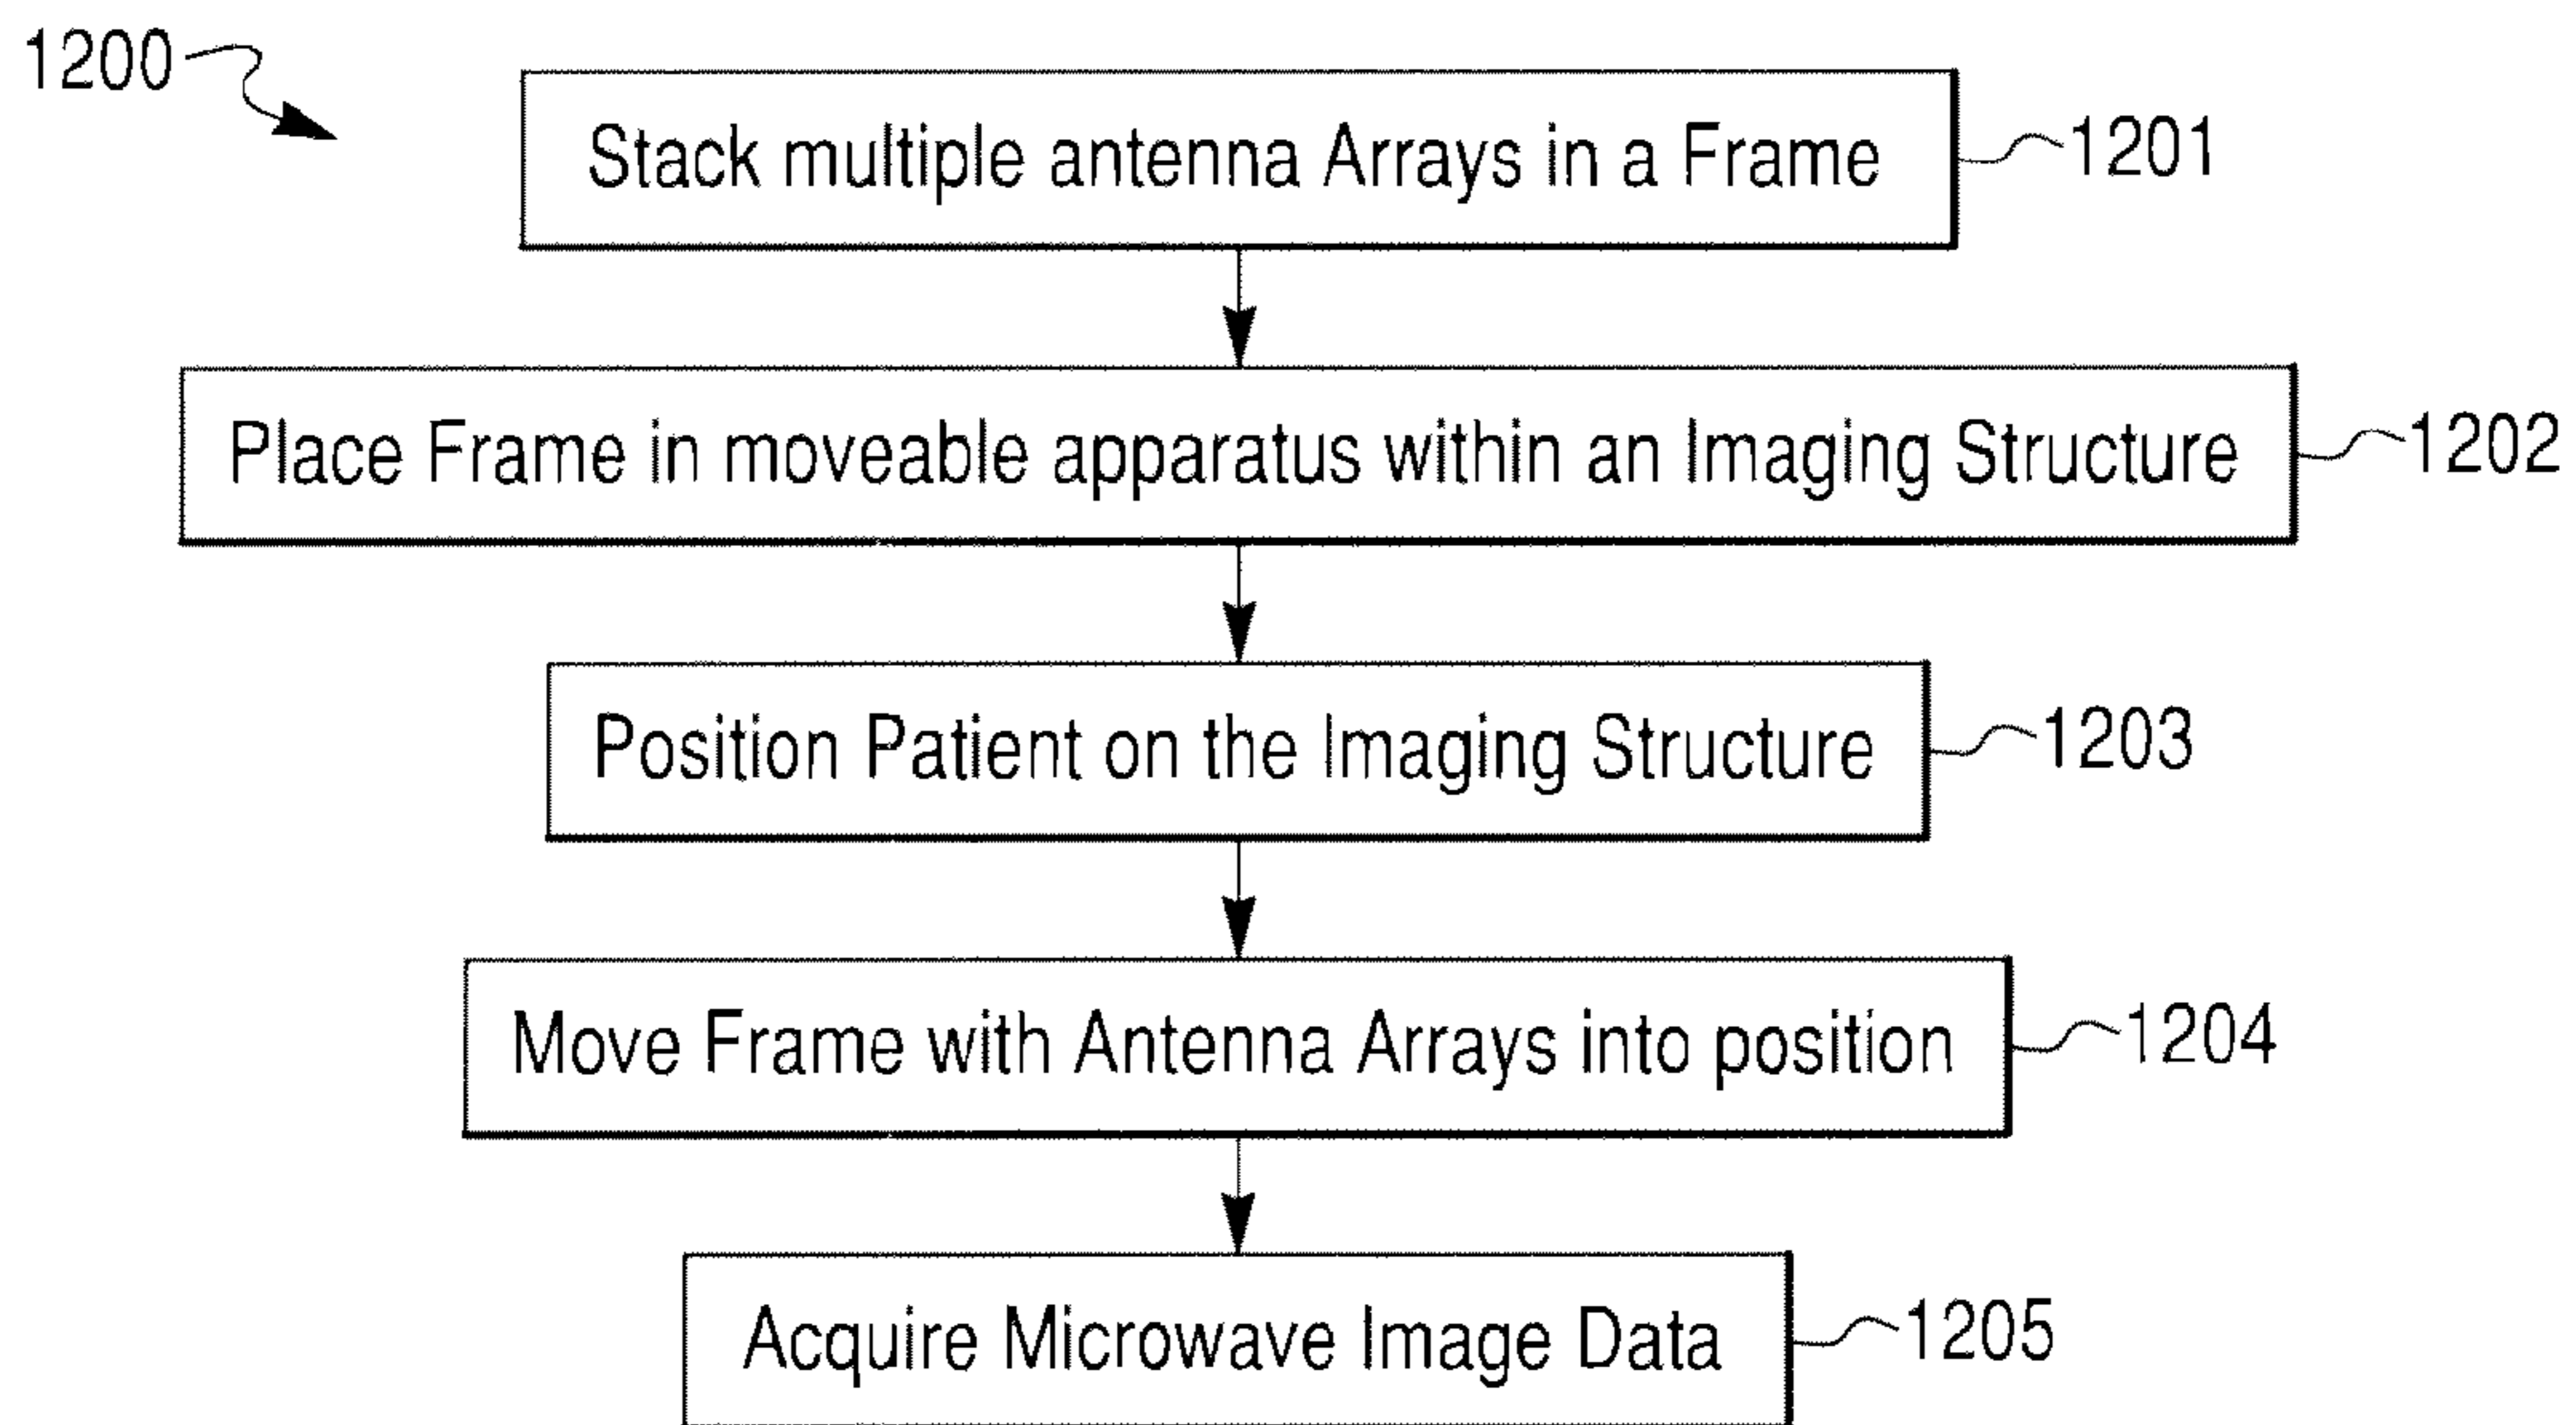 1200
Stack multiple antenna Arrays in a Frame
1201
Place Frame in moveable apparatus within an Imaging Structure
1202
Position Patient on the Imaging Structure
1203
Move Frame with Antenna Arrays into position
1204
Acquire Microwave Image Data
1205